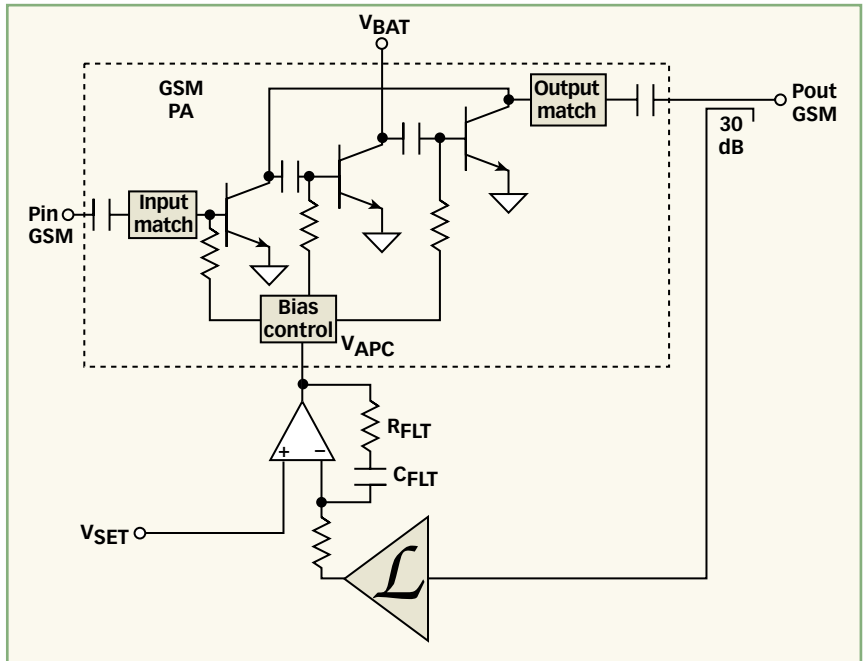 VBAT
GSM
PA
Output
match
Pout
GSM
30
dB
Input
match
Pin
GSM
Bias
control
VAPC
RFLT
+ −
CFLT
VSET
ℒ